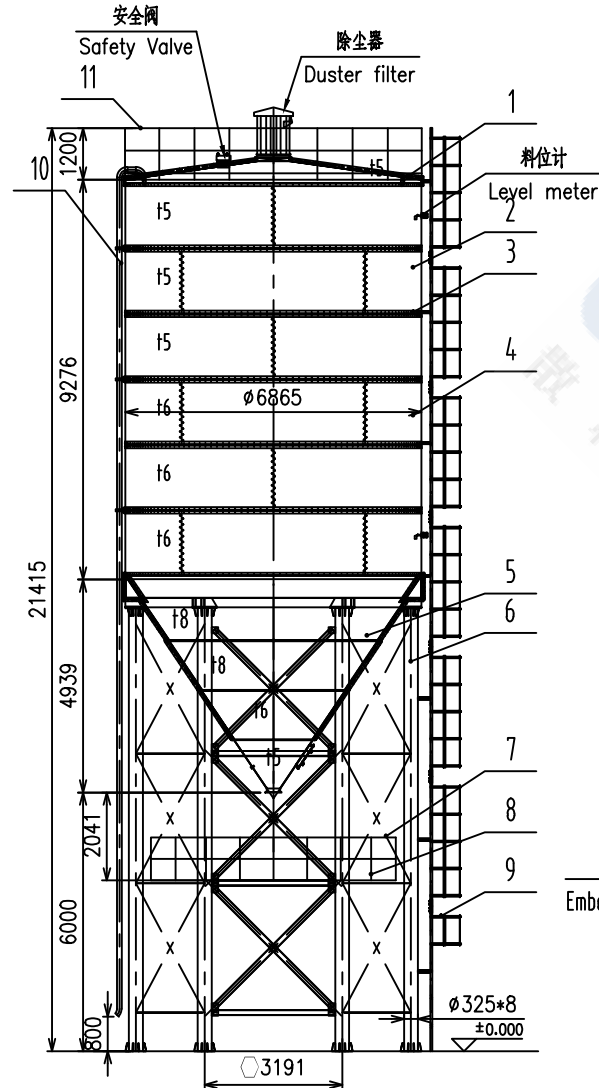 安全阀
Safety Valve
除尘器
Duster filter
11
1
1200
料位计
Level meter
10
t5
t5
2
t5
3
t5
9276
4
ø6865
t6
t6
t6
21415
5
6
t8
t8
4939
t6
t5
7
2041
8
9
6000
Emb
ø325*8
±0.000
800
3191
散